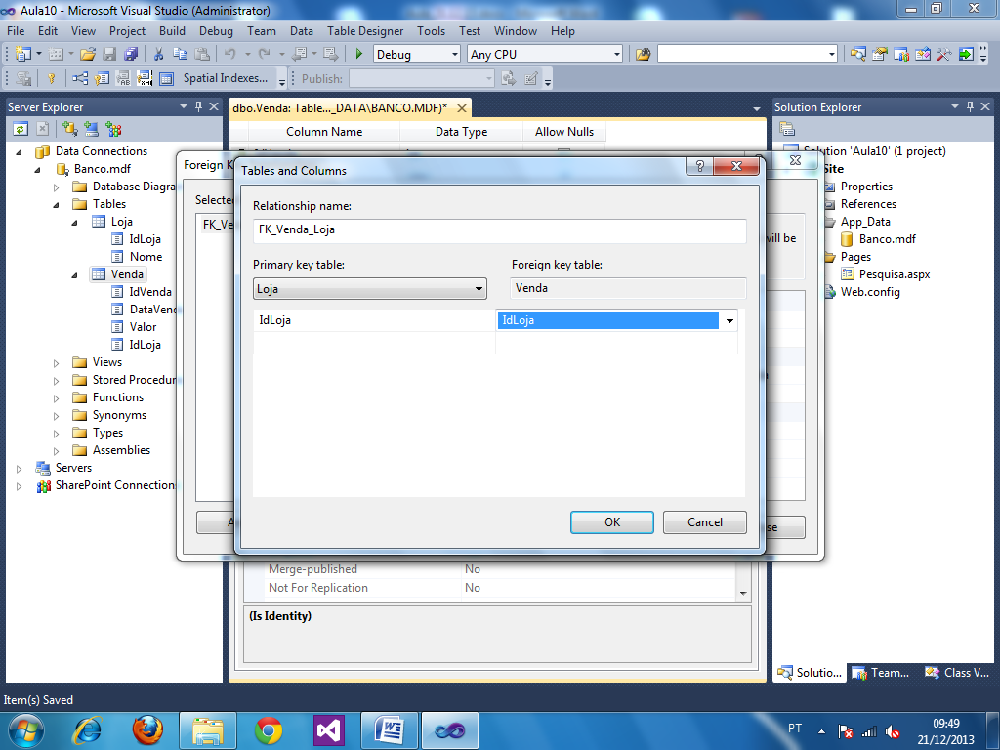 Aula10 - Microsoft Visual Studio (Administrator)
File Edit View Project Build Debug Team Data Table Designer Tools Test Window Help
Debug Any CPU
Spatial Indexes... Publish:
Server Explorer
Data Connections
Banco.mdf
Database Diagra
Tables
Loja
IdLoja
Nome
Venda
IdVenda
DataVend
Valor
IdLoja
Views
Stored Procedur
Functions
Synonyms
Types
Assemblies
Servers
SharePoint Connection
dbo.Venda: Table..._DATA\BANCO.MDF)*
Column Name Data Type Allow Nulls
Foreign K
Selected
FK_Ve
A
will be
se
Tables and Columns
Relationship name:
FK_Venda_Loja
Primary key table: Foreign key table:
Loja Venda
IdLoja IdLoja
OK Cancel
Merge-published No
Not For Replication No
(Is Identity)
Solution Explorer
Solution 'Aula10' (1 project)
Site
Properties
References
App_Data
Banco.mdf
Pages
Pesquisa.aspx
Web.config
Solutio... Team... Class V...
Item(s) Saved
PT
09:49
21/12/2013